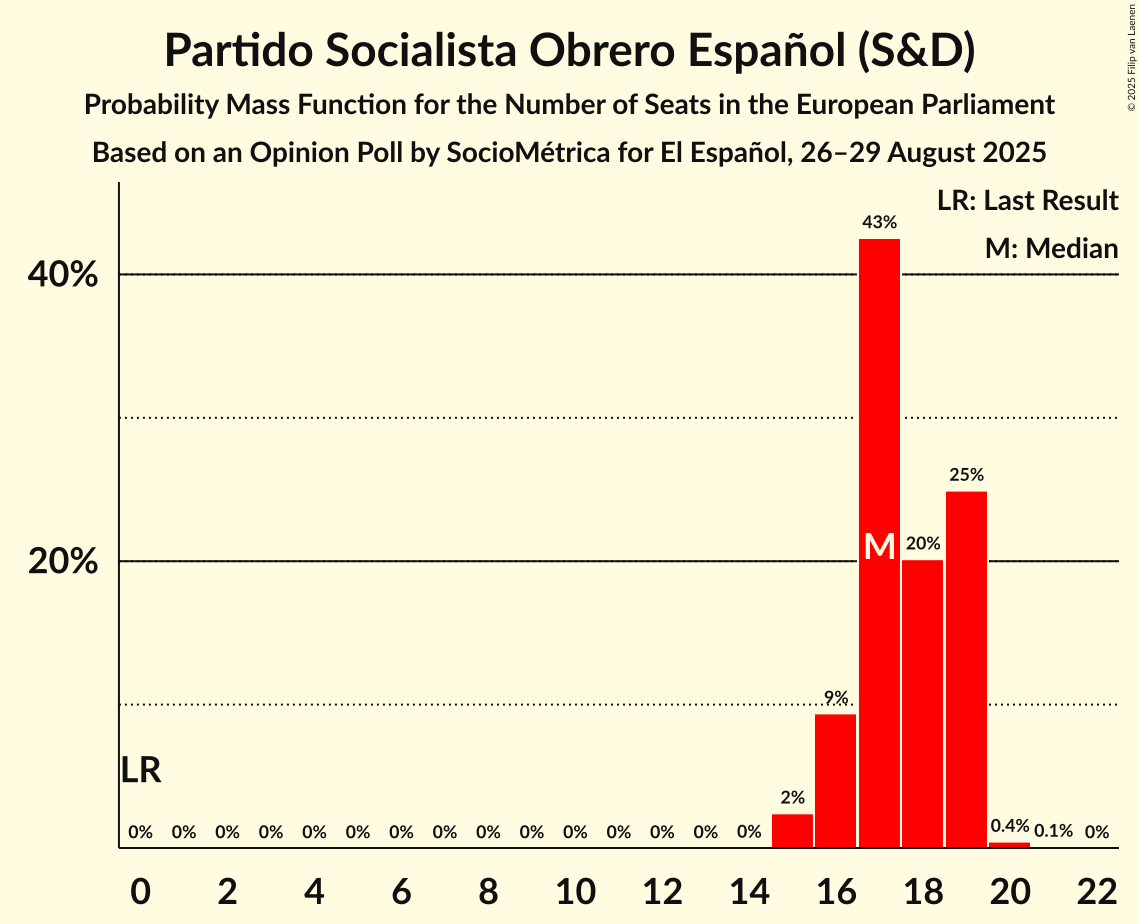 Partido Socialista Obrero Español (S&D)
Probability Mass Function for the Number of Seats in the European Parliament
Based on an Opinion Poll by SocioMétrica for El Español, 26–29 August 2025
© 2025 Filip van Laenen
LR: Last Result
M: Median
43%
40%
25%
M
20%
20%
9%
LR
2%
0% 0% 0% 0% 0% 0% 0% 0% 0% 0% 0% 0% 0% 0% 0% 0.4% 0.1% 0%
0 2 4 6 8 10 12 14 16 18 20 22